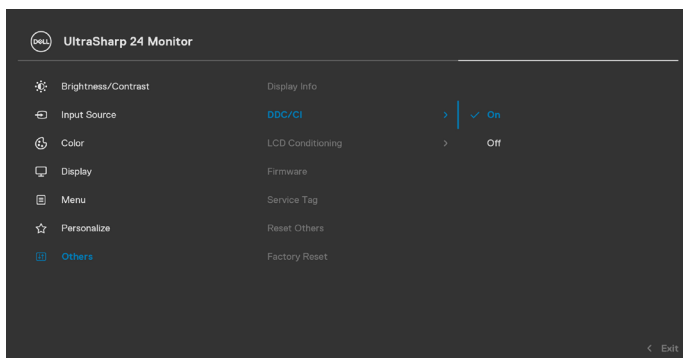 DELL UltraSharp 24 Monitor
Brightness/Contrast Display Info
Input Source DDC/CI > ✓ On
Color LCD Conditioning > Off
Display Firmware
Menu Service Tag
Personalize Reset Others
Others Factory Reset
< Exit